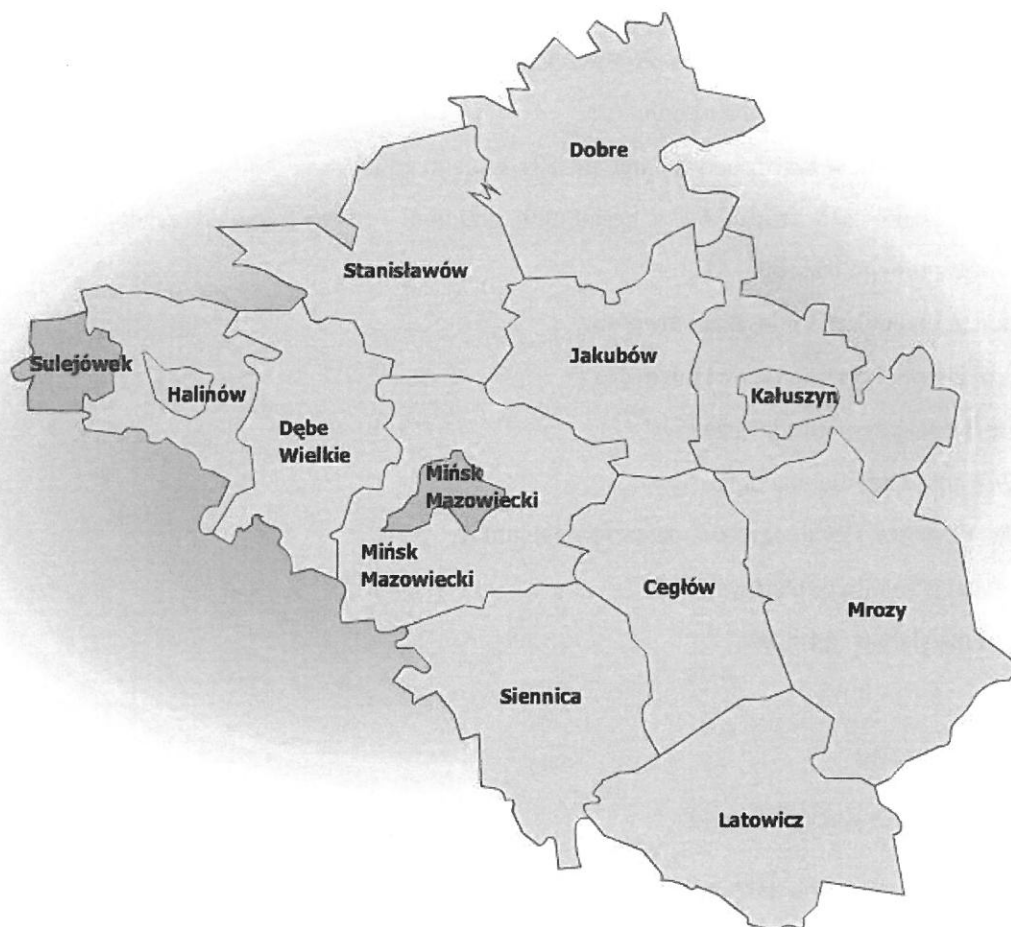 Dobre
Stanisławów
Jakubów
Sulejówek
Halinów
Kałuszyn
Dębe
Wielkie
Mińsk
Mazowiecki
Mińsk
Mazowiecki
Cegłów
Mrozy
Siennica
Latowicz